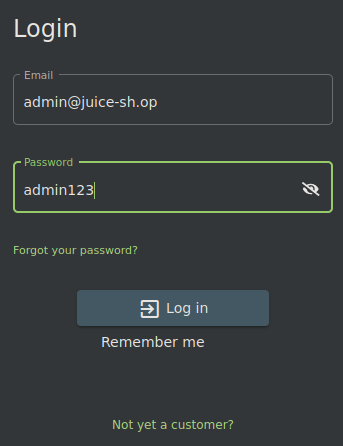 Login
Email
admin@juice-sh.op
Password
admin123
Forgot your password?
Log in
Remember me
Not yet a customer?